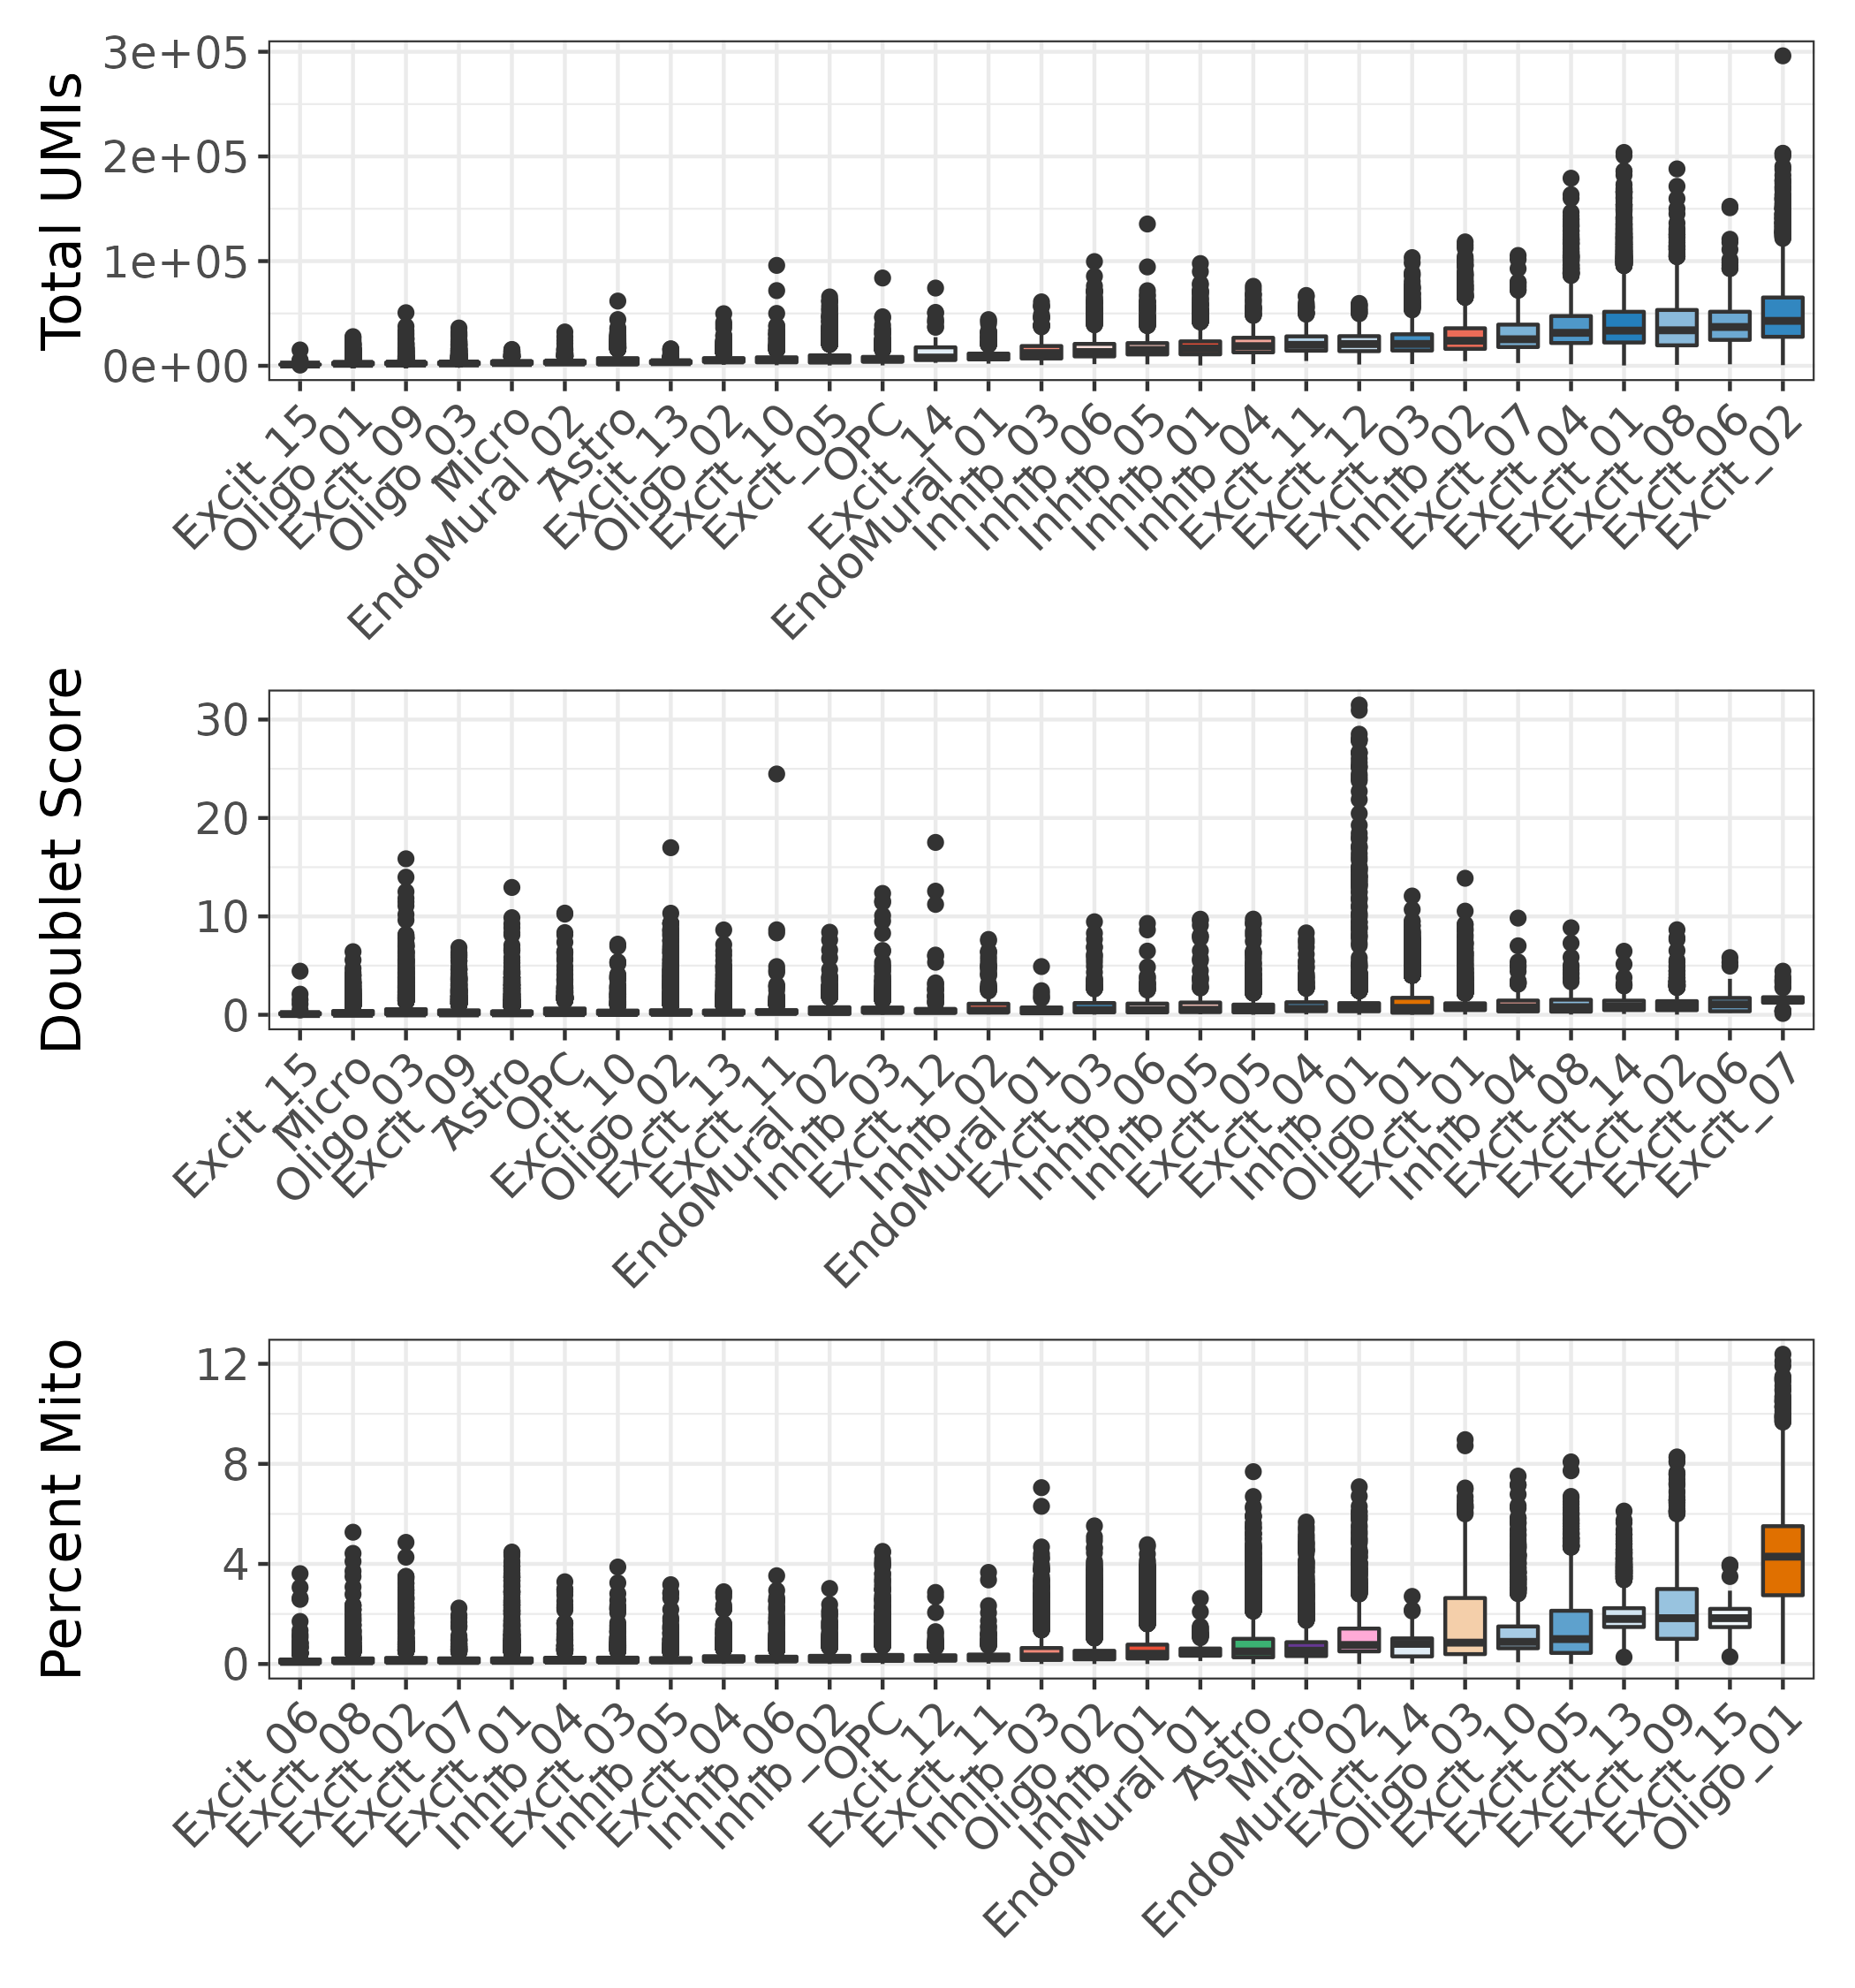 Total UMIs
3e+05
2e+05
1e+05
0e+00
Excit_15
Oligo_01
Excit_09
Oligo_03
Micro
EndoMural_02
Astro
Excit_13
Oligo_02
Excit_10
Excit_05
OPC
Excit_14
EndoMural_01
Inhib_03
Inhib_06
Inhib_05
Inhib_01
Inhib_04
Excit_11
Excit_12
Excit_03
Inhib_02
Excit_07
Excit_04
Excit_01
Excit_08
Excit_06
Excit_02
Doublet Score
30
20
10
0
Excit_15
Micro
Oligo_03
Excit_09
Astro
OPC
Excit_10
Oligo_02
Excit_13
Excit_11
EndoMural_02
Inhib_03
Excit_12
Inhib_02
EndoMural_01
Excit_03
Inhib_06
Inhib_05
Excit_05
Excit_04
Inhib_01
Oligo_01
Excit_01
Inhib_04
Excit_08
Excit_14
Excit_02
Excit_06
Excit_07
Percent Mito
12
8
4
0
Excit_06
Excit_08
Excit_02
Excit_07
Excit_01
Inhib_04
Excit_03
Inhib_05
Excit_04
Inhib_06
Inhib_02
OPC
Excit_12
Excit_11
Inhib_03
Oligo_02
Inhib_01
EndoMural_01
Astro
Micro
EndoMural_02
Excit_14
Oligo_03
Excit_10
Excit_05
Excit_13
Excit_09
Excit_15
Oligo_01